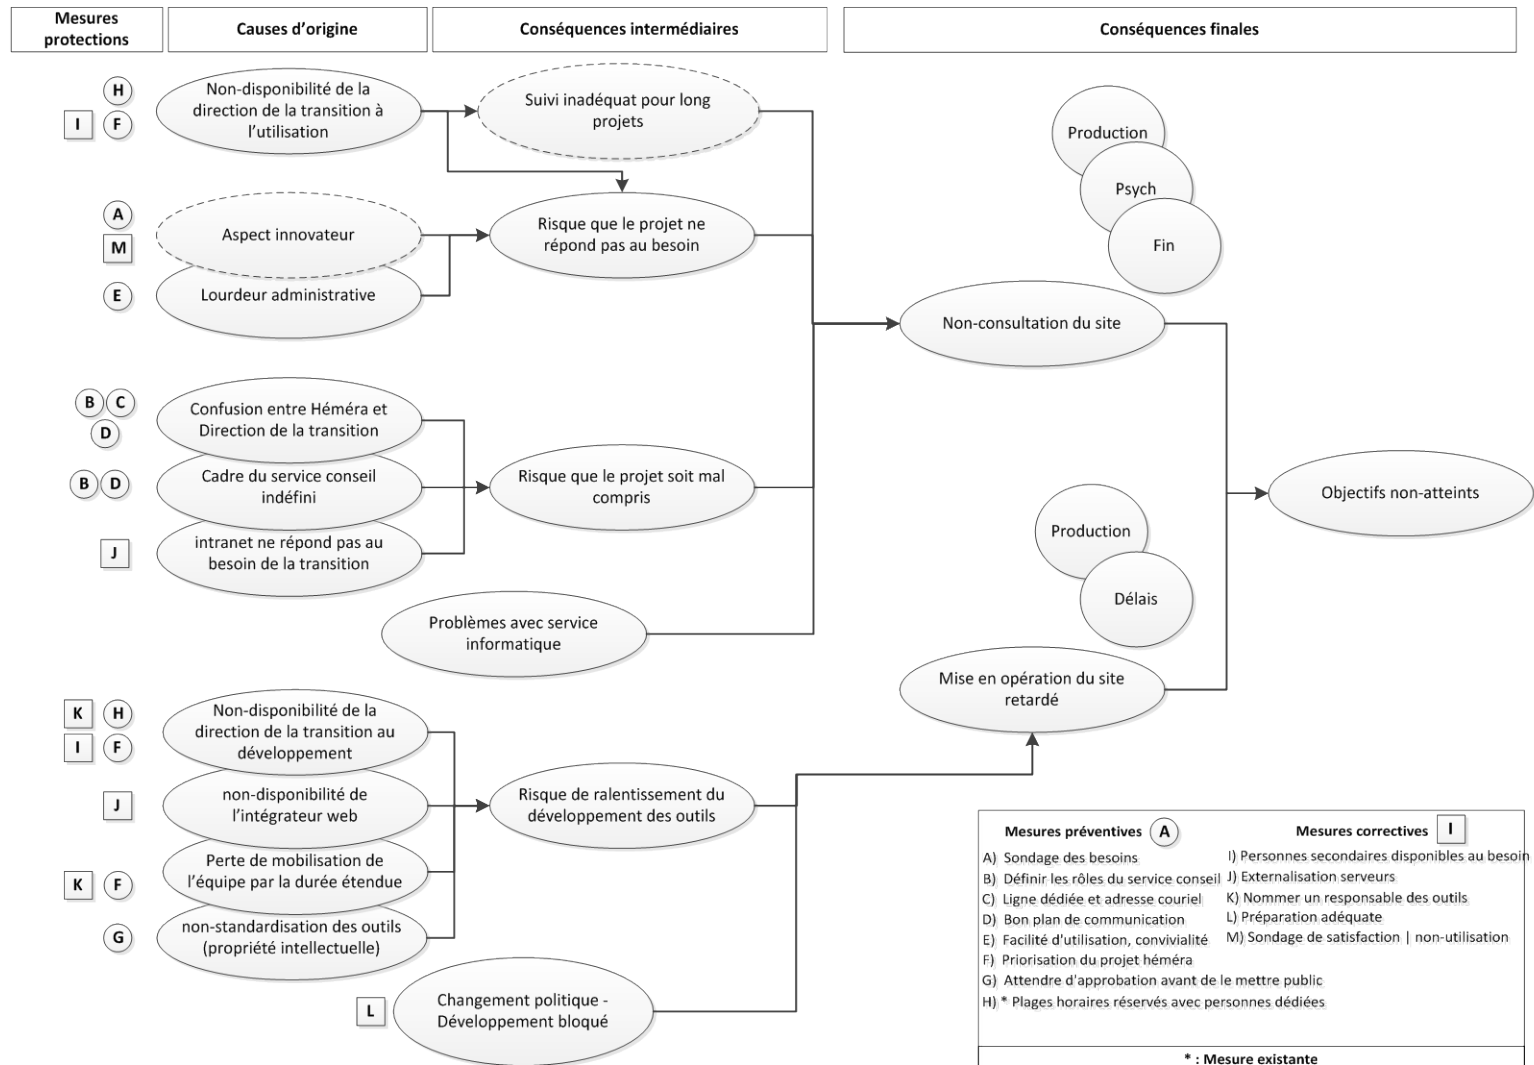 Mesures
protections
Causes d'origine
Conséquences intermédiaires
Conséquences finales
H
I
F
Non-disponibilité de la
direction de la transition à
l'utilisation
Suivi inadéquat pour long
projets
Production
Psych
Fin
A
M
Aspect innovateur
Risque que le projet ne
répond pas au besoin
E
Lourdeur administrative
Non-consultation du site
B
C
D
Confusion entre Héméra et
Direction de la transition
B
D
Cadre du service conseil
indéfini
Risque que le projet soit mal
compris
Objectifs non-atteints
J
intranet ne répond pas au
besoin de la transition
Production
Délais
Problèmes avec service
informatique
Mise en opération du site
retardé
K
H
I
F
Non-disponibilité de la
direction de la transition au
développement
J
non-disponibilité de
l'intégrateur web
Risque de ralentissement du
développement des outils
K
F
Perte de mobilisation de
l'équipe par la durée étendue
G
non-standardisation des outils
(propriété intellectuelle)
L
Changement politique -
Développement bloqué
Mesures préventives
A
A) Sondage des besoins
B) Définir les rôles du service conseil
C) Ligne dédiée et adresse couriel
D) Bon plan de communication
E) Facilité d'utilisation, convivialité
F) Priorisation du projet héméra
G) Attendre d'approbation avant de le mettre public
H) * Plages horaires réservés avec personnes dédiées
Mesures correctives
I
I) Personnes secondaires disponibles au besoin
J) Externalisation serveurs
K) Nommer un responsable des outils
L) Préparation adéquate
M) Sondage de satisfaction | non-utilisation
* : Mesure existante